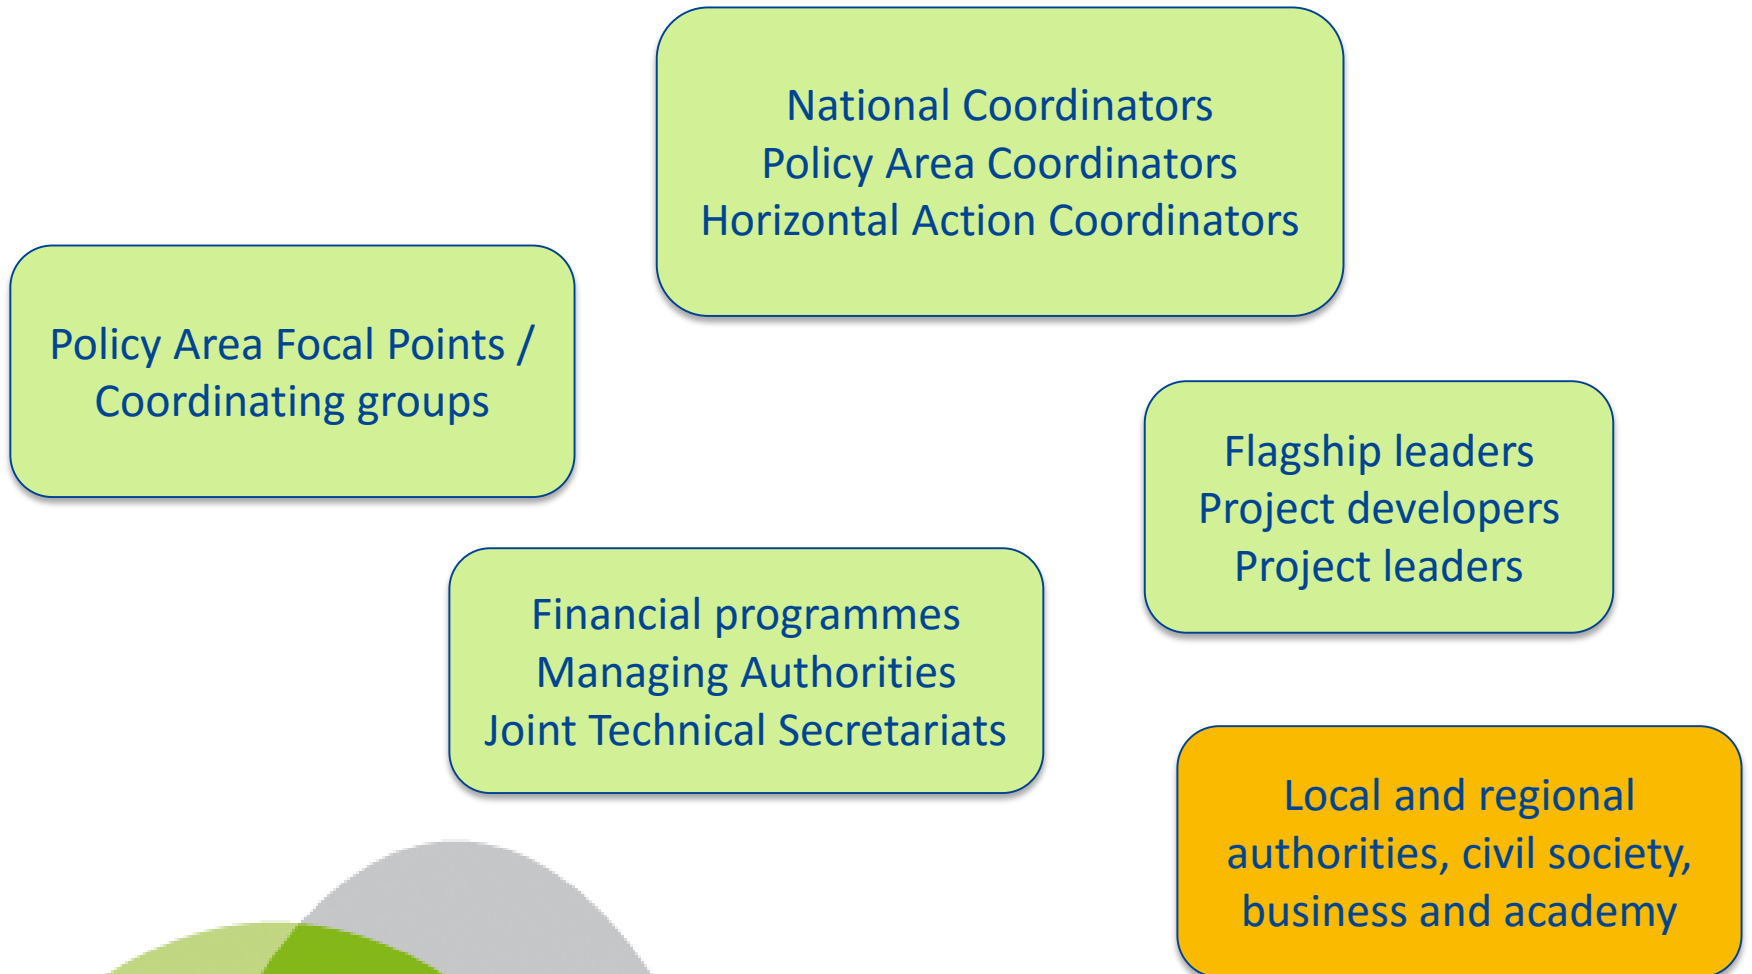 National Coordinators
Policy Area Coordinators
Horizontal Action Coordinators
Policy Area Focal Points /
Coordinating groups
Flagship leaders
Project developers
Project leaders
Financial programmes
Managing Authorities
Joint Technical Secretariats
Local and regional
authorities, civil society,
business and academy